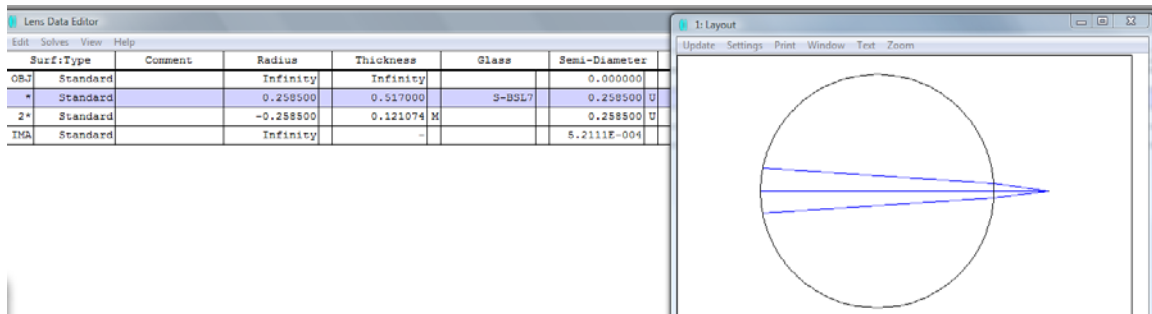 Lens Data Editor
Edit Solves View Help
Surf:Type Comment Radius Thickness Glass Semi-Diameter
OBJ Standard Infinity Infinity 0.000000
* Standard 0.258500 0.517000 S-BSL7 0.258500 U
2* Standard -0.258500 0.121074 M 0.258500 U
IMA Standard Infinity - 5.2111E-004
1: Layout
Update Settings Print Window Text Zoom